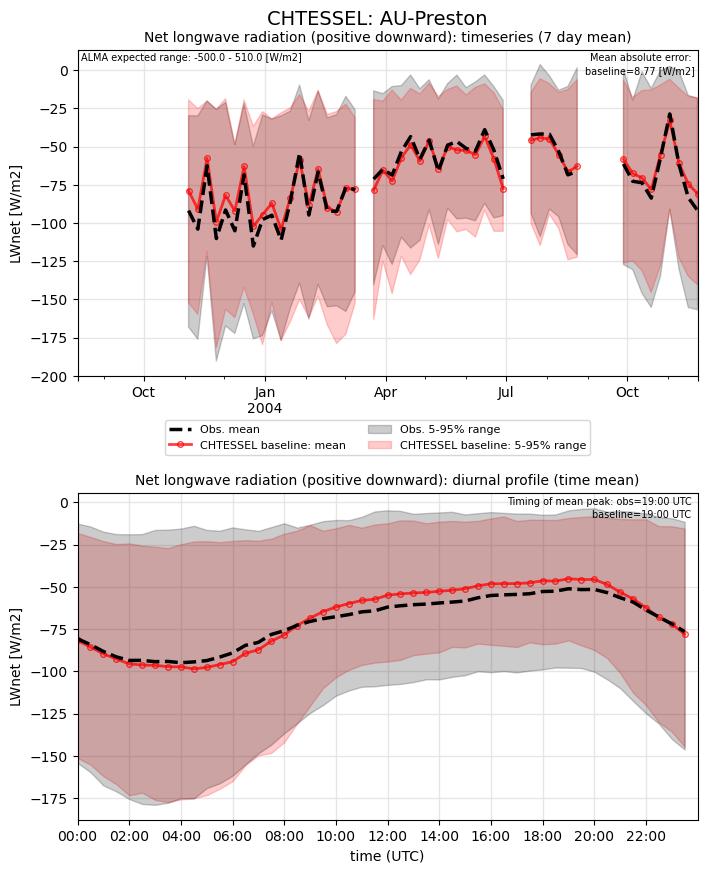 CHTESSEL: AU-Preston
Net longwave radiation (positive downward): timeseries (7 day mean)
ALMA expected range: -500.0 - 510.0 [W/m2]
Mean absolute error:
baseline=8.77 [W/m2]
LWnet [W/m2]
0
−25
−50
−75
−100
−125
−150
−175
−200
Oct
Jan
2004
Apr
Jul
Oct
Obs. mean
CHTESSEL baseline: mean
Obs. 5-95% range
CHTESSEL baseline: 5-95% range
Net longwave radiation (positive downward): diurnal profile (time mean)
Timing of mean peak: obs=19:00 UTC
baseline=19:00 UTC
LWnet [W/m2]
0
−25
−50
−75
−100
−125
−150
−175
00:00 02:00 04:00 06:00 08:00 10:00 12:00 14:00 16:00 18:00 20:00 22:00
time (UTC)